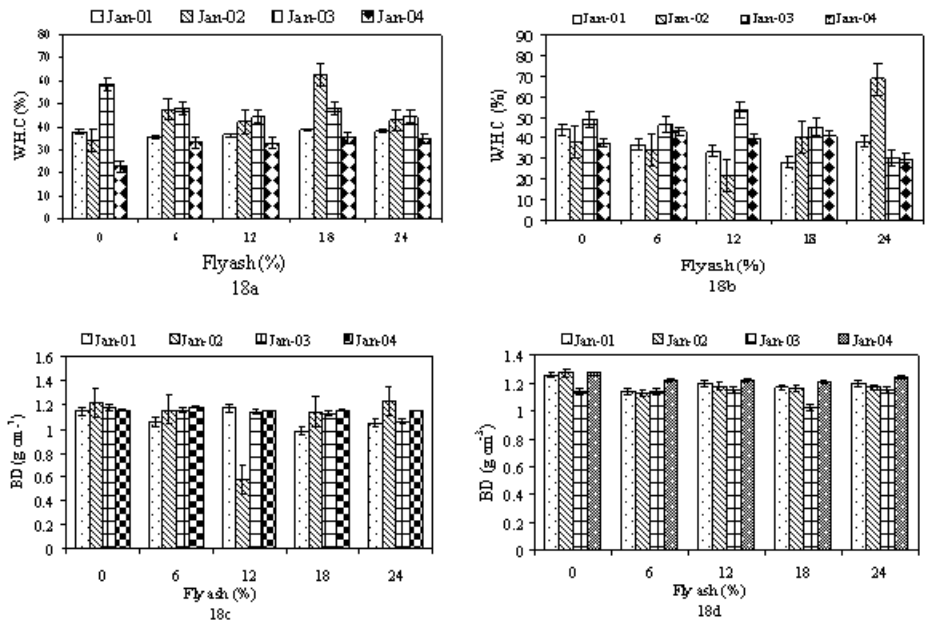 Jan-01 Jan-02 Jan-03 Jan-04
W.H.C (%)
80
70
60
50
40
30
20
10
0
0 6 12 18 24
Flyash (%)
18a
Jan-01 Jan-02 Jan-03 Jan-04
W.H.C (%)
90
80
70
60
50
40
30
20
10
0
0 6 12 18 24
Flyash (%)
18b
Jan-01 Jan-02 Jan-03 Jan-04
BD (g cm-3)
1.6
1.4
1.2
1
0.8
0.6
0.4
0.2
0
0 6 12 18 24
Fly ash (%)
18c
Jan-01 Jan-02 Jan-03 Jan-04
BD (g cm3)
1.4
1.2
1
0.8
0.6
0.4
0.2
0
0 6 12 18 24
Fly ash (%)
18d